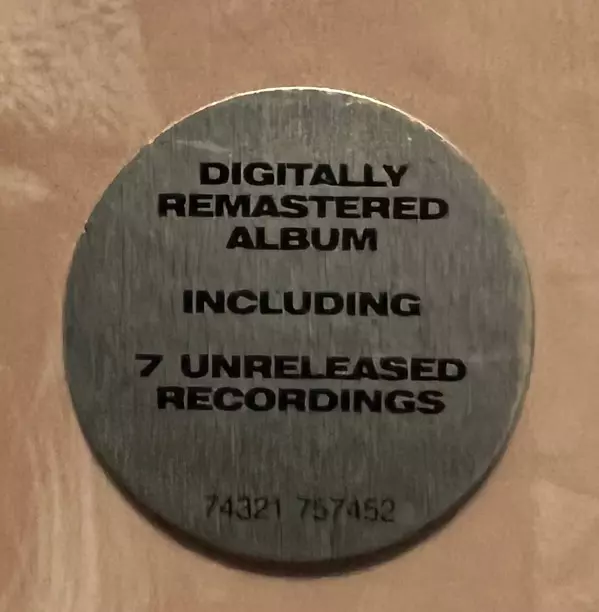 DIGITALLY
REMASTERED
ALBUM
INCLUDING
7 UNRELEASED
RECORDINGS
74321 757452